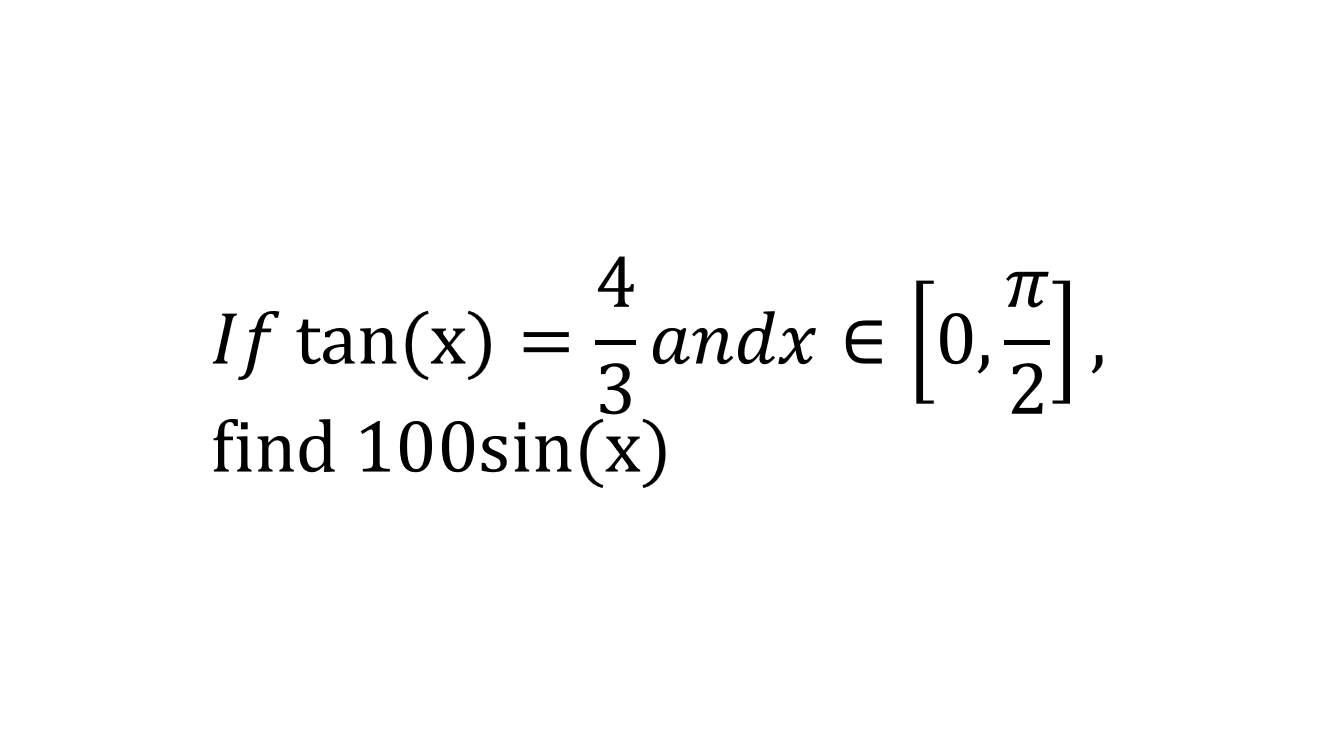 If tan(x) = 4/3 andx ∈ [0, π/2],
find 100sin(x)